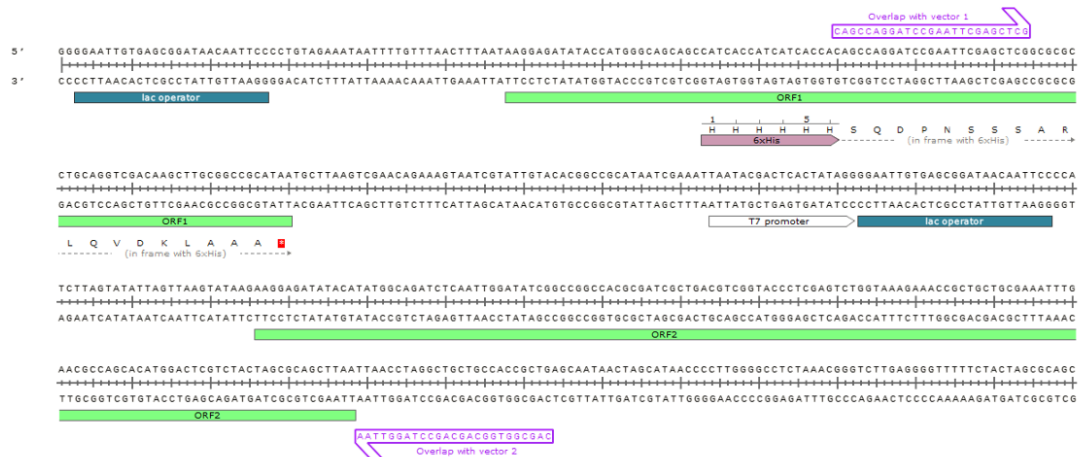 Overlap with vector 1
CAGCCAGGATCCGAATTCGAGCTCG
5' GGGGAATTGTGAGCGGATAACAATTCCCCTGTAGAAATAATTTTGTTTAACTTTAATAAGGAGATATACCATGGGCAGCAGCCATCACCATCATCACCACAGCCAGGATCCGAATTCGAGCTCGGCGCGC
3' CCCCTTAACACTCGCCTATTGTTAAGGGGACATCTTTATTAAAACAAATTGAAATTATTCCTCTATATGGTACCCGTCGTCGGTAGTGGTAGTAGTGGTGTCGGTCCTAGGCTTAAGCTCGAGCCGCGCG
lac operator ORF1
1 5
H H H H H H S Q D P N S S S A R
6xHis (in frame with 6xHis)
CTGCAGGTCGACAAGCTTGCGGCCGCATAATGCTTAAGTCGAACAGAAAGTAATCGTATTGTACACGGCCGCATAATCGAAATTAATACGACTCACTATAGGGGAATTGTGAGCGGATAACAATTCCCCA
GACGTCCAGCTGTTCGAACGCCGGCGTATTACGAATTCAGCTTGTCTTTCATTAGCATAACATGTGCCGGCGTATTAGCTTTAATTATGCTGAGTGATATCCCCTTAACACTCGCCTATTGTTAAGGGGT
ORF1 T7 promoter lac operator
L Q V D K L A A A *
(in frame with 6xHis)
TCTTAGTATATTAGTTAAGTATAAGAAGGAGATATACATATGGCAGATCTCAATTGGATATCGGCCGGCCACGCGATCGCTGACGTCGGTACCCTCGAGTCTGGTAAAGAAACCGCTGCTGCGAAATTTG
AGAATCATATAATCAATTCATATTCTTCCTCTATATGTATACCGTCTAGAGTTAACCTATAGCCGGCCGGTGCGCTAGCGACTGCAGCCATGGGAGCTCAGACCATTTCTTTGGCGACGACGCTTTAAAC
ORF2
AACGCCAGCACATGGACTCGTCTACTAGCGCAGCTTAATTAACCTAGGCTGCTGCCACCGCTGAGCAATAACTAGCATAACCCCTTGGGGCCTCTAAACGGGTCTTGAGGGGTTTTTCTACTAGCGCAGC
TTGCGGTCGTGTACCTGAGCAGATGATCGCGTCGAATTAATTGGATCCGACGACGGTGGCGACTCGTTATTGATCGTATTGGGGAACCCCGGAGATTTGCCCAGAACTCCCCAAAAAGATGATCGCGTCG
ORF2
AATTGGATCCGACGACGGTGGCGAC
Overlap with vector 2